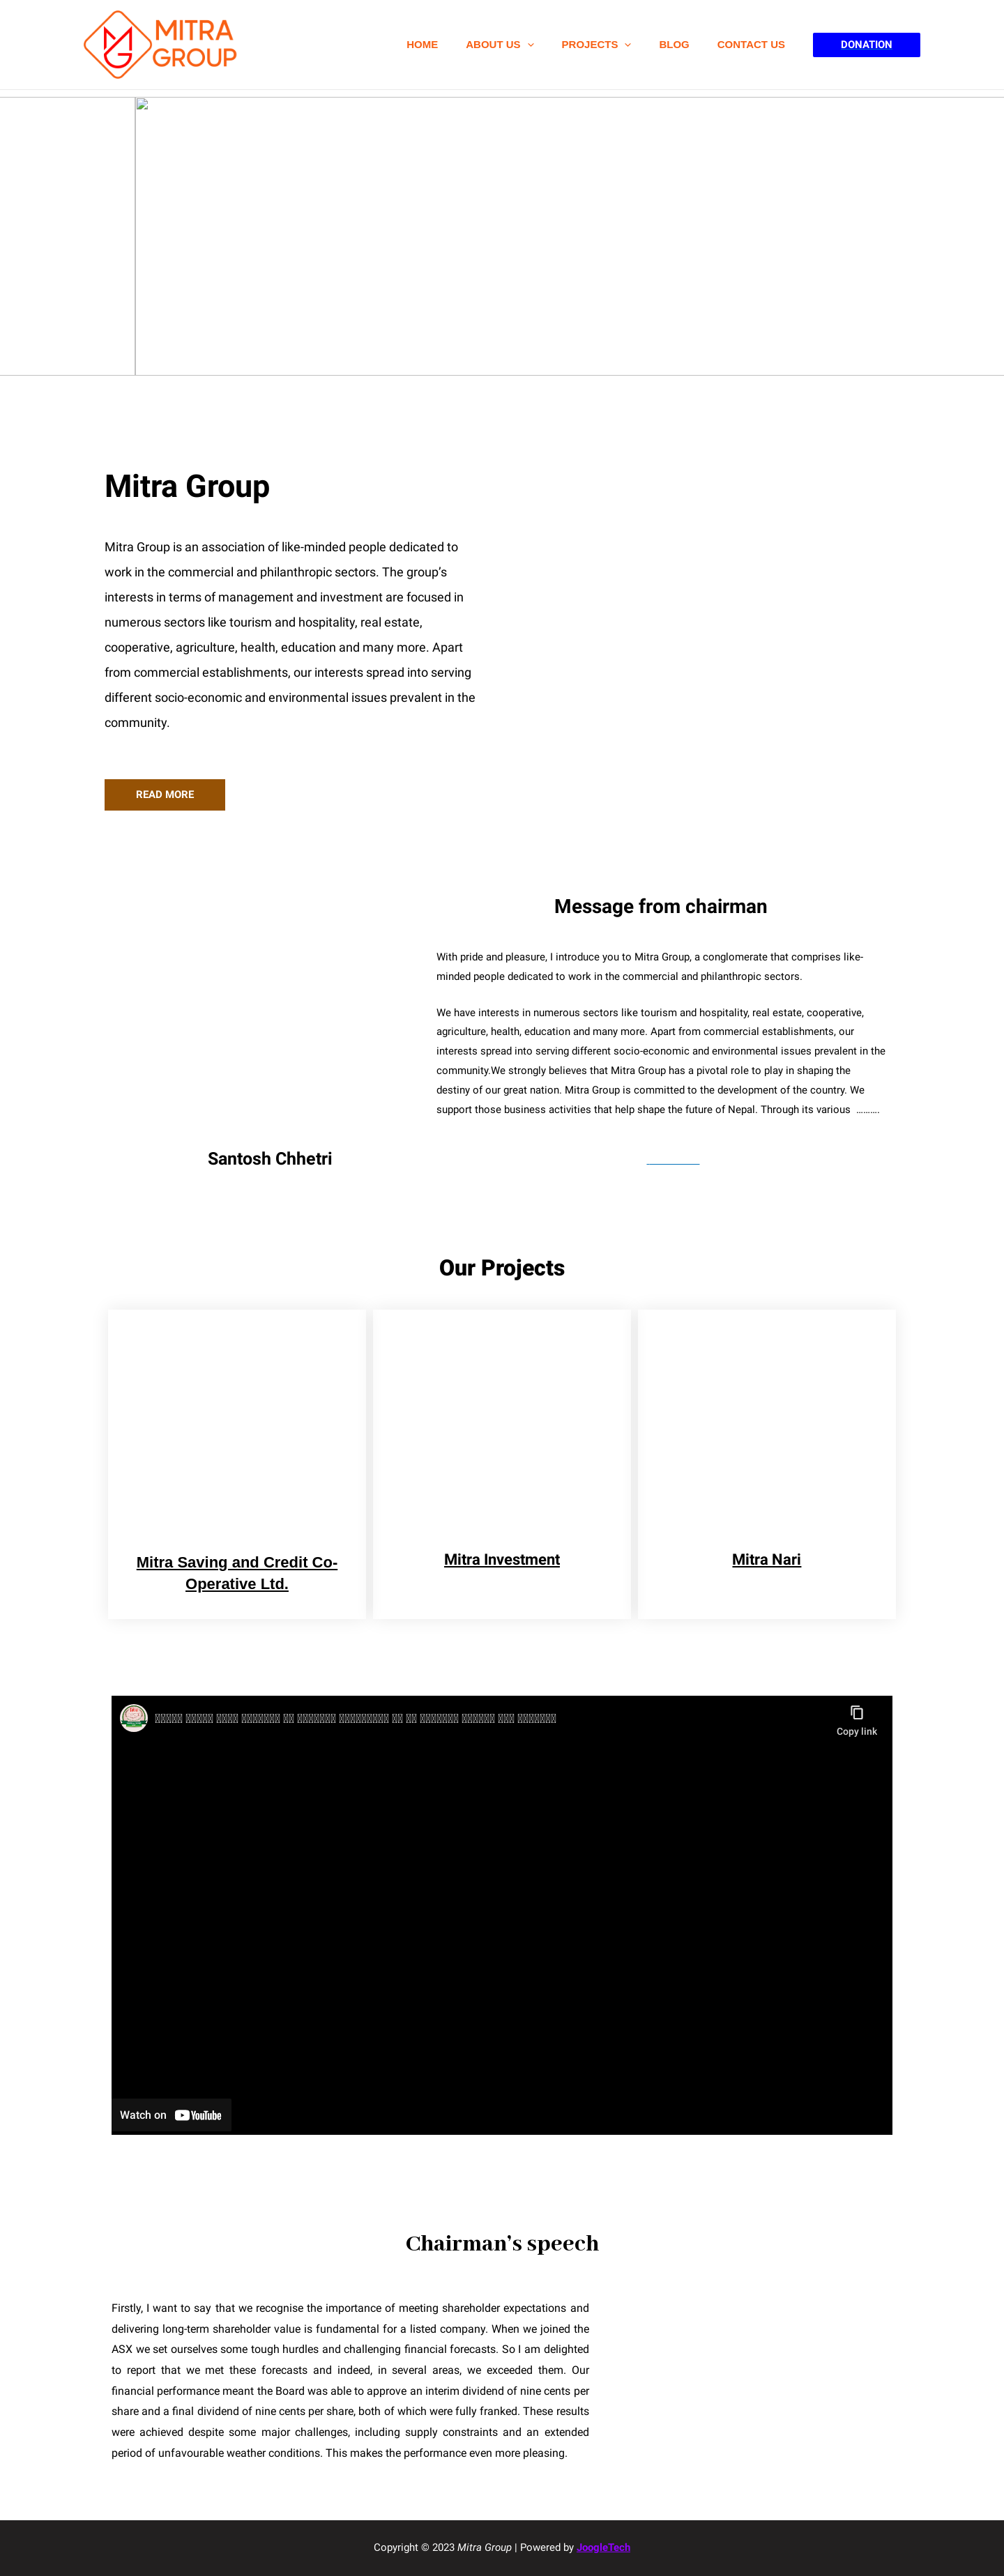 MITRA
GROUP
HOME ABOUT US PROJECTS BLOG CONTACT US DONATION
Mitra Group
Mitra Group is an association of like-minded people dedicated to
work in the commercial and philanthropic sectors. The group’s
interests in terms of management and investment are focused in
numerous sectors like tourism and hospitality, real estate,
cooperative, agriculture, health, education and many more. Apart
from commercial establishments, our interests spread into serving
different socio-economic and environmental issues prevalent in the
community.
READ MORE
Message from chairman
With pride and pleasure, I introduce you to Mitra Group, a conglomerate that comprises like-
minded people dedicated to work in the commercial and philanthropic sectors.
We have interests in numerous sectors like tourism and hospitality, real estate, cooperative,
agriculture, health, education and many more. Apart from commercial establishments, our
interests spread into serving different socio-economic and environmental issues prevalent in the
community.We strongly believes that Mitra Group has a pivotal role to play in shaping the
destiny of our great nation. Mitra Group is committed to the development of the country. We
support those business activities that help shape the future of Nepal. Through its various ……….
Santosh Chhetri
Our Projects
Mitra Saving and Credit Co-
Operative Ltd.
Mitra Investment
Mitra Nari
Copy link
Watch on YouTube
Chairman’s speech
Firstly, I want to say that we recognise the importance of meeting shareholder expectations and
delivering long-term shareholder value is fundamental for a listed company. When we joined the
ASX we set ourselves some tough hurdles and challenging financial forecasts. So I am delighted
to report that we met these forecasts and indeed, in several areas, we exceeded them. Our
financial performance meant the Board was able to approve an interim dividend of nine cents per
share and a final dividend of nine cents per share, both of which were fully franked. These results
were achieved despite some major challenges, including supply constraints and an extended
period of unfavourable weather conditions. This makes the performance even more pleasing.
Copyright © 2023 Mitra Group | Powered by JoogleTech